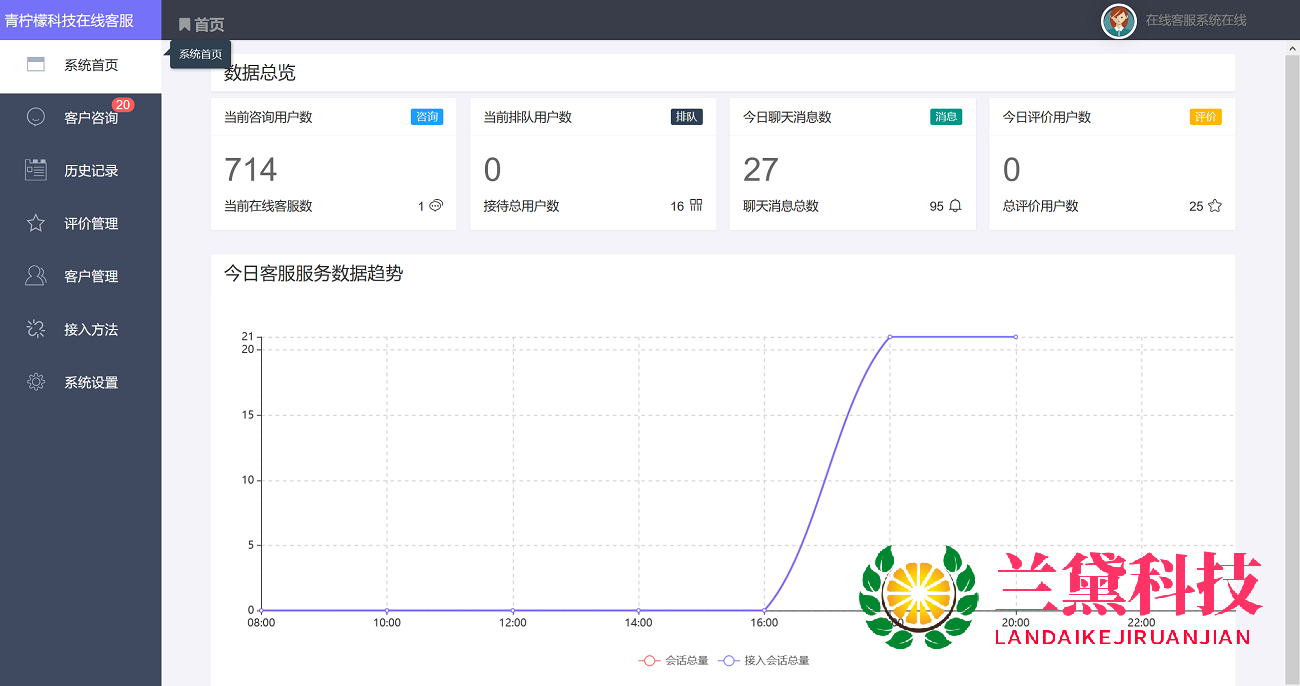 青柠檬科技在线客服
首页
在线客服系统在线
系统首页
系统首页
客户咨询
20
历史记录
评价管理
客户管理
接入方法
系统设置
数据总览
当前咨询用户数 咨询
714
当前在线客服数 1
当前排队用户数 排队
0
接待总用户数 16
今日聊天消息数 消息
27
聊天消息总数 95
今日评价用户数 评价
0
总评价用户数 25
今日客服服务数据趋势
21
20
15
10
5
0
08:00 10:00 12:00 14:00 16:00 20:00 22:00
会话总量 接入会话总量
兰黛科技
LANDAIKEJIRUANJIAN